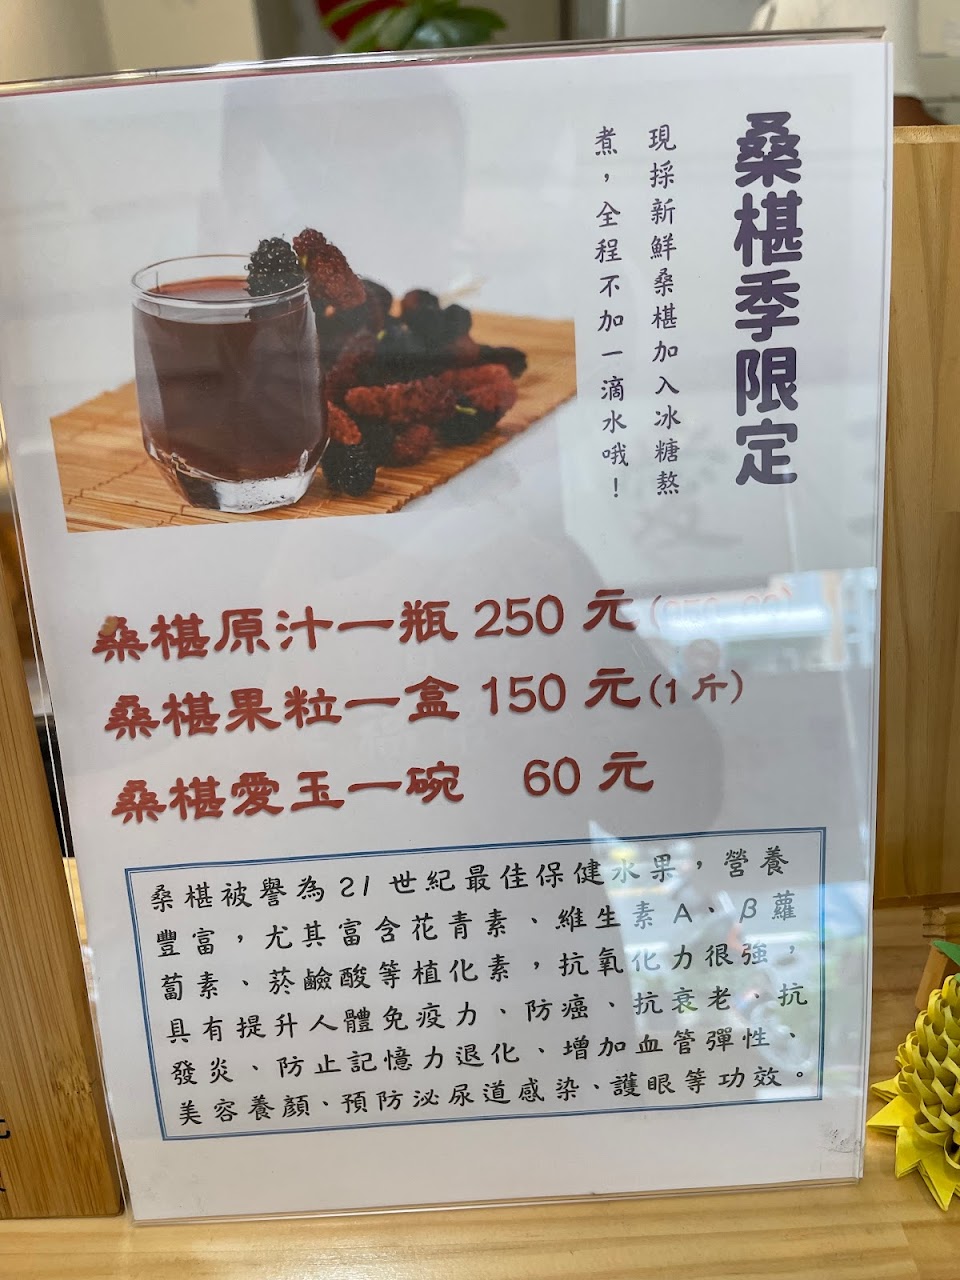 桑椹季限定
現採新鮮桑椹加入冰糖熬
煮,全程不加一滴水哦!
桑椹原汁一瓶 250 元
桑椹果粒一盒 150 元(1斤)
桑椹愛玉一碗 60 元
桑椹被譽為21世紀最佳保健水果,營養
豐富,尤其富含花青素、維生素A、β蘿
蔔素、菸鹼酸等植化素,抗氧化力很強,
具有提升人體免疫力、防癌、抗衰老、抗
發炎、防止記憶力退化、增加血管彈性、
美容養顏、預防泌尿道感染、護眼等功效。